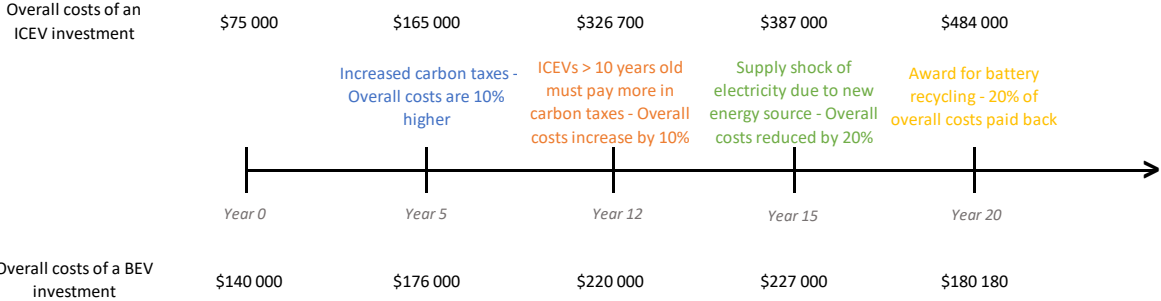 Overall costs of an
ICEV investment
$75 000
$165 000
$326 700
$387 000
$484 000
Increased carbon taxes -
Overall costs are 10%
higher
ICEVs > 10 years old
must pay more in
carbon taxes - Overall
costs increase by 10%
Supply shock of
electricity due to new
energy source - Overall
costs reduced by 20%
Award for battery
recycling - 20% of
overall costs paid back
Year 0
Year 5
Year 12
Year 15
Year 20
Overall costs of a BEV
investment
$140 000
$176 000
$220 000
$227 000
$180 180